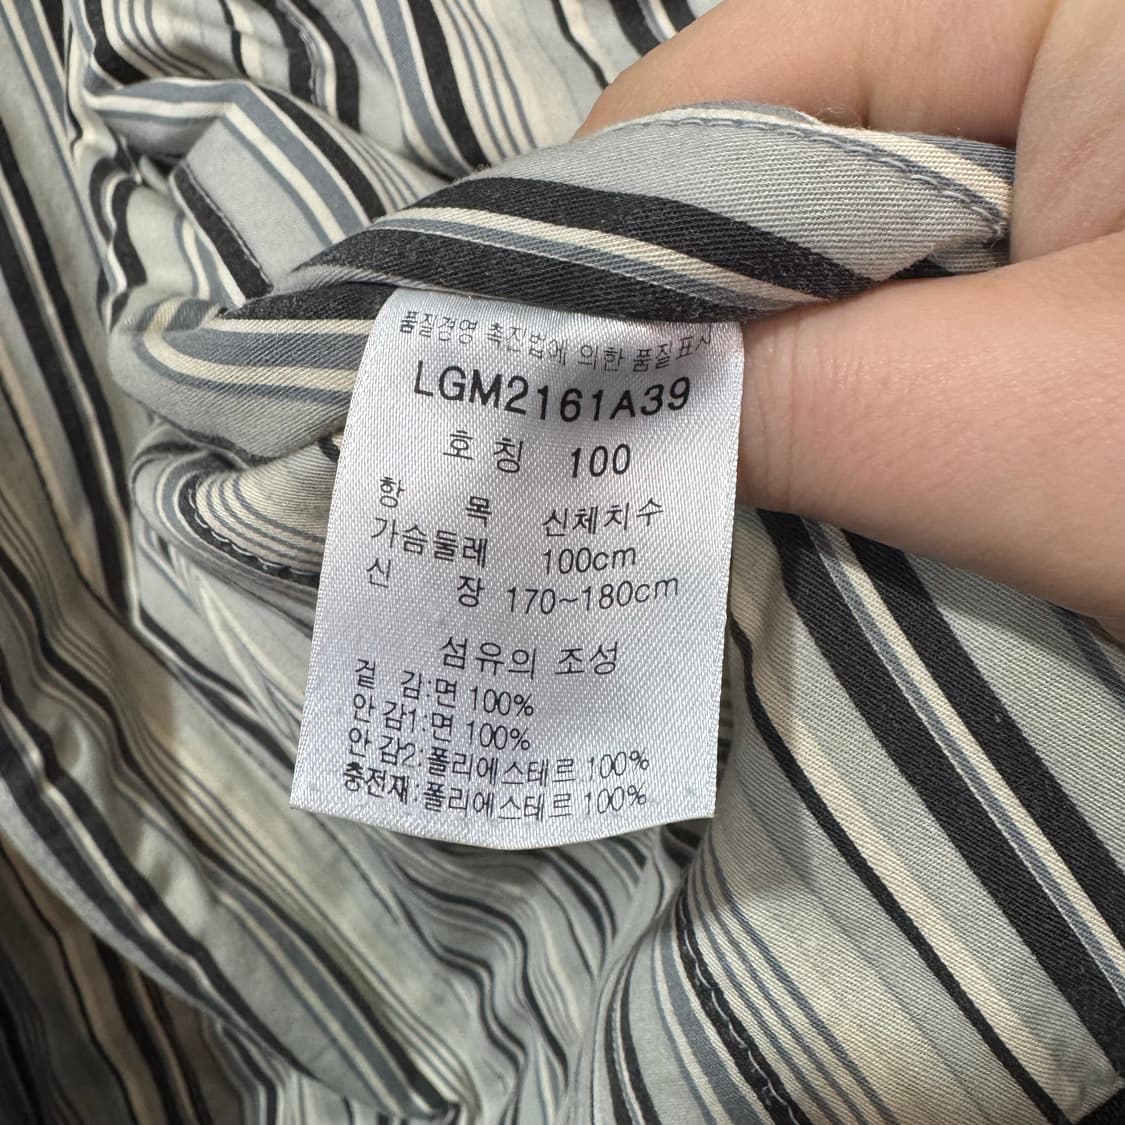 품질경영 촉진법에 의한 품질표시
LGM2161A39
호칭 100
항목 신체치수
가슴둘레 100cm
신장 170~180cm
섬유의 조성
겉감:면 100%
안감1:면 100%
안감2:폴리에스테르 100%
충전재:폴리에스테르 100%